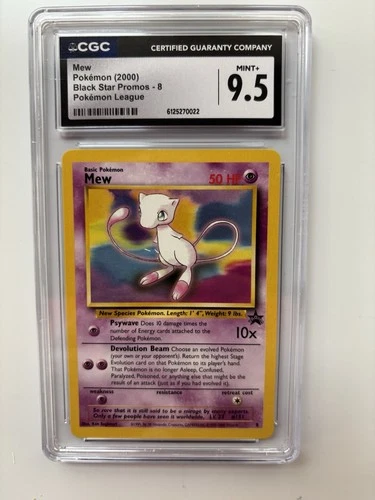 CGC
CERTIFIED GUARANTY COMPANY
Mew
Pokémon (2000)
Black Star Promos - 8
Pokémon League
MINT+
9.5
6125270022
Basic Pokémon
Mew
50 HP
New Species Pokémon. Length: 1' 4", Weight: 9 lbs.
Psywave Does 10 damage times the
number of Energy cards attached to the
Defending Pokémon.
10x
Devolution Beam Choose an evolved Pokémon
(your own or your opponent's). Return the highest Stage
Evolution card on that Pokémon to its player's hand.
That Pokémon is no longer Asleep, Confused,
Paralyzed, Poisoned, or anything else that might be the
result of an attack (just as if you had evolved it).
weakness
resistance
retreat cost
So rare that it is still said to be a mirage by many experts.
Only a few people have seen it worldwide.
8